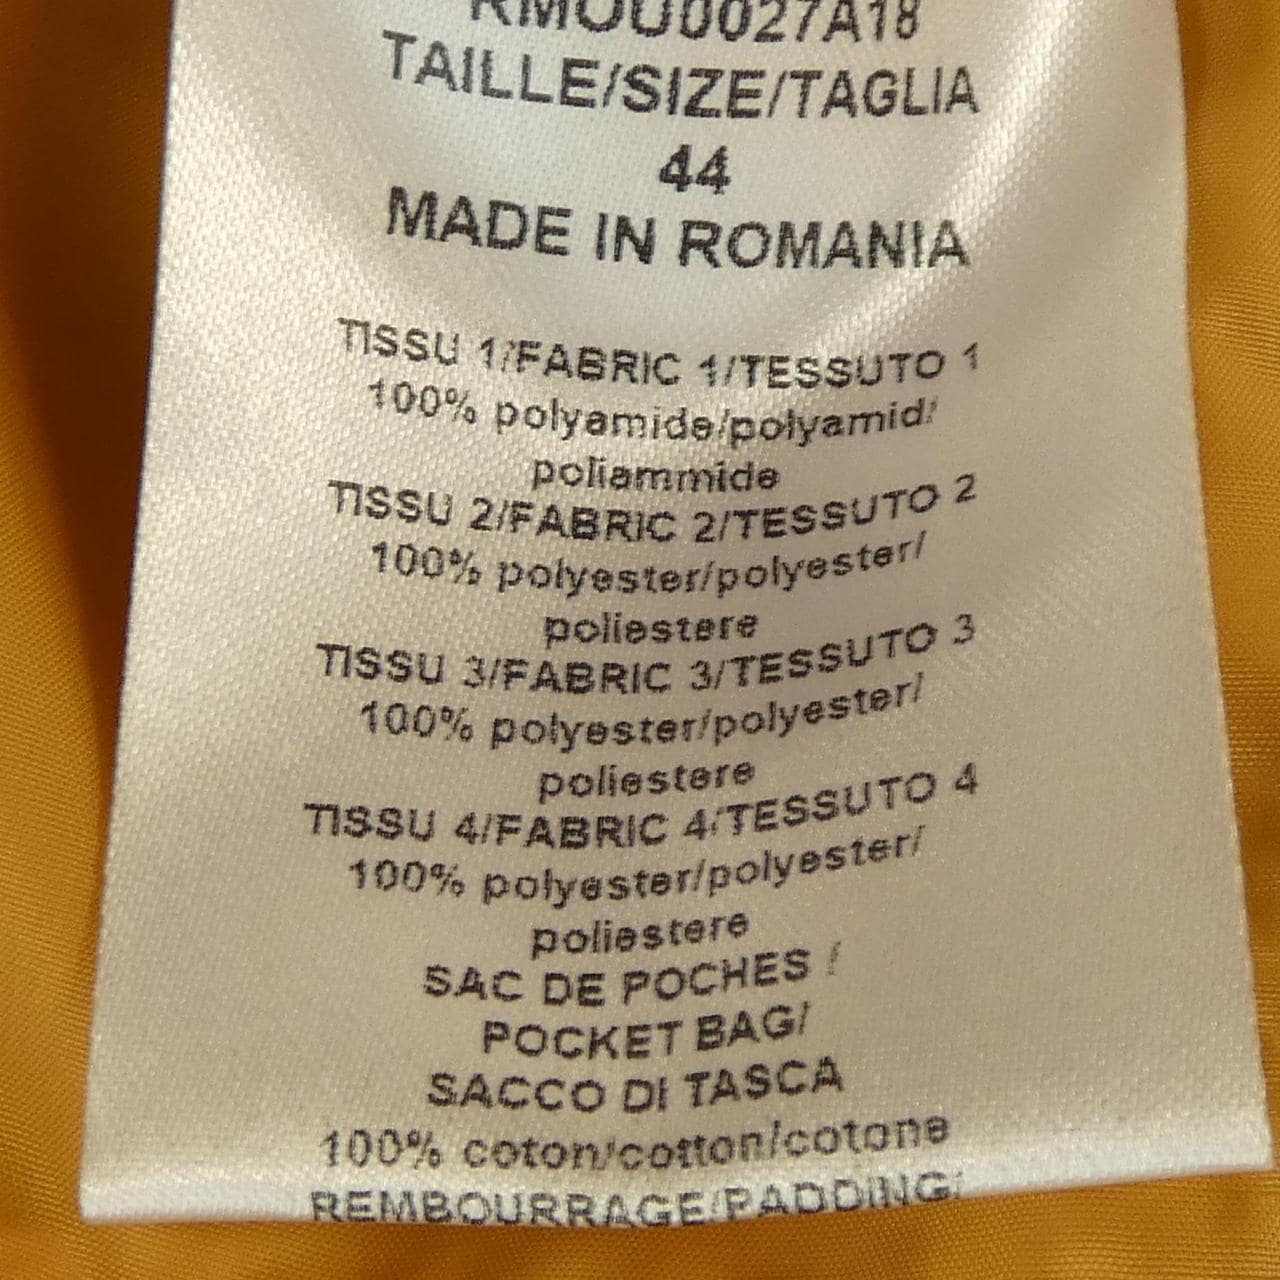 RMOU0027A18
TAILLE/SIZE/TAGLIA
44
MADE IN ROMANIA
TISSU 1/FABRIC 1/TESSUTO 1
100% polyamide/polyamid/
poliammide
TISSU 2/FABRIC 2/TESSUTO 2
100% polyester/polyester/
poliestere
TISSU 3/FABRIC 3/TESSUTO 3
100% polyester/polyester/
poliestere
TISSU 4/FABRIC 4/TESSUTO 4
100% polyester/polyester/
poliestere
SAC DE POCHES /
POCKET BAG/
SACCO DI TASCA
100% coton/cotton/cotone
REMBOURRAGE/PADDING/